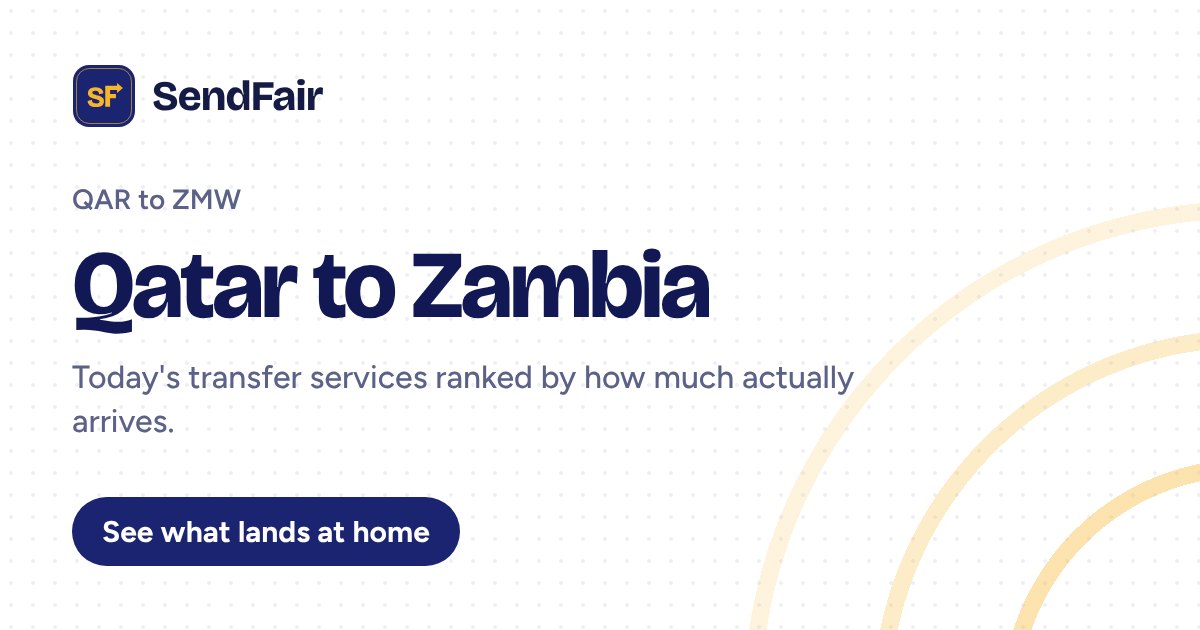 SF
SendFair
QAR to ZMW
Qatar to Zambia
Today's transfer services ranked by how much actually
arrives.
See what lands at home